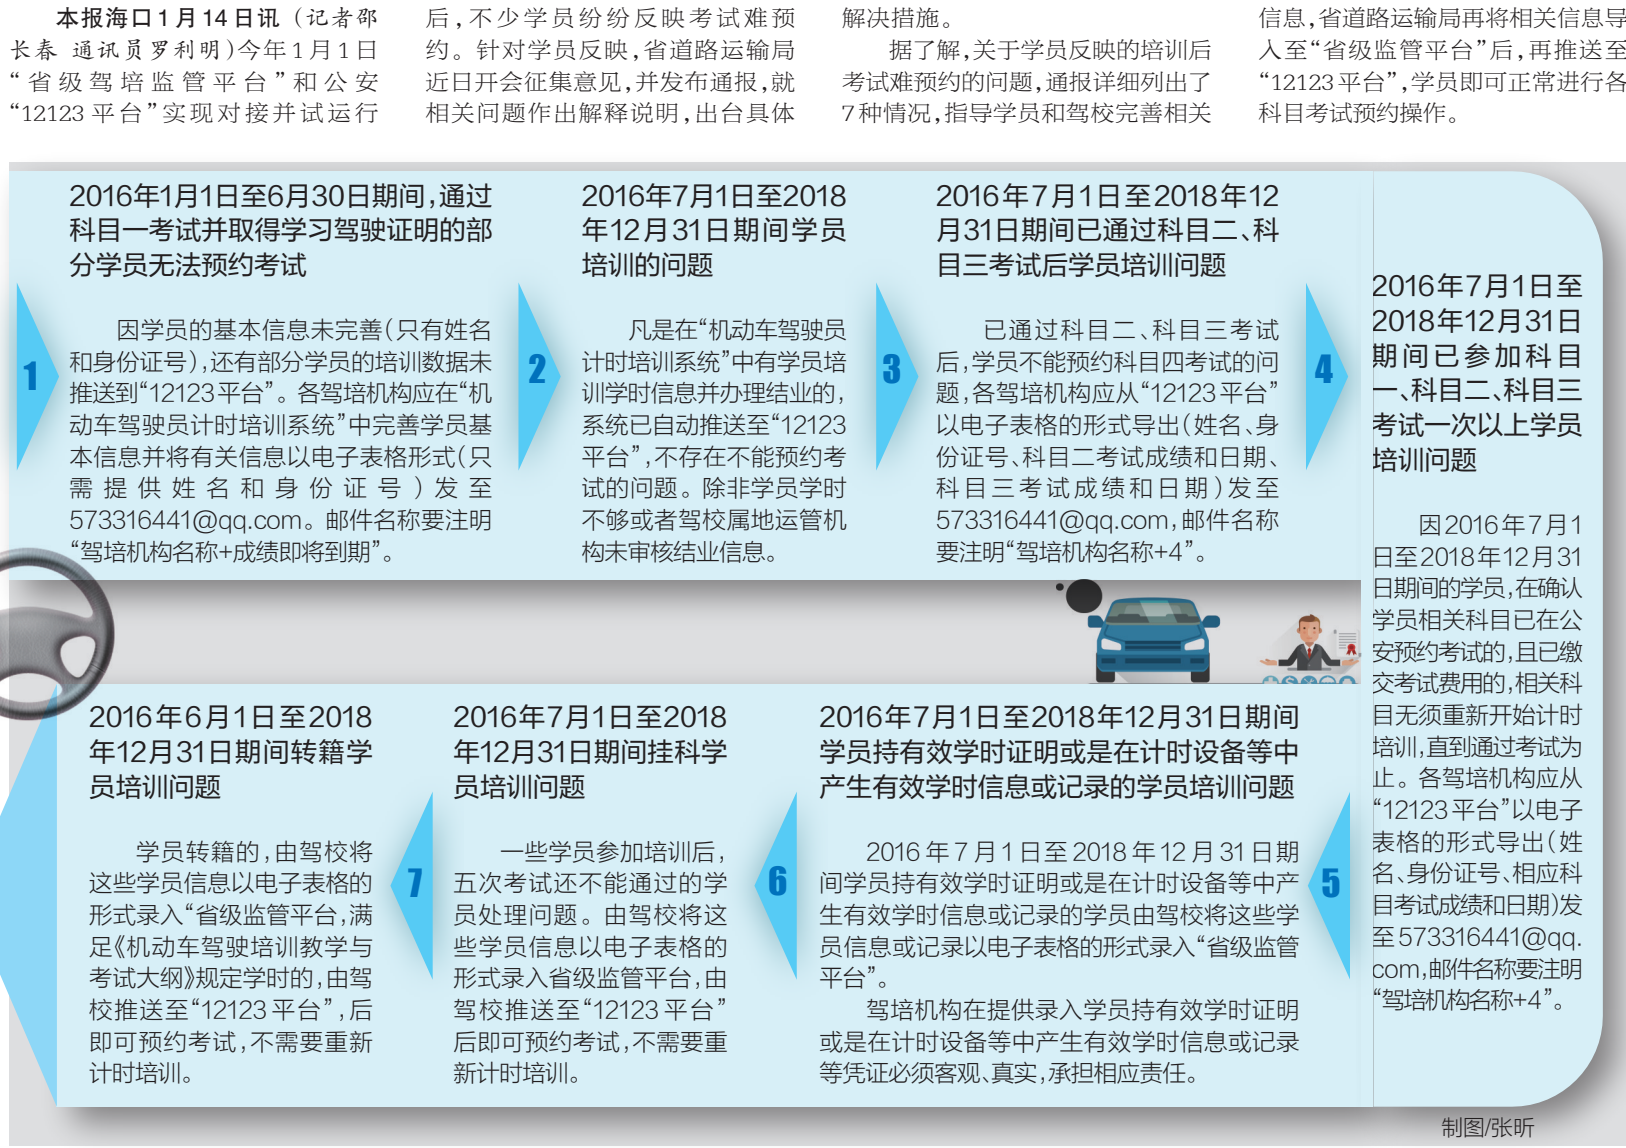 本报海口1月14日讯（记者邵
长春 通讯员罗利明）今年1月1日
“省级驾培监管平台”和公安
“12123平台”实现对接并试运行
后，不少学员纷纷反映考试难预
约。针对学员反映，省道路运输局
近日开会征集意见，并发布通报，就
相关问题作出解释说明，出台具体
解决措施。
据了解，关于学员反映的培训后
考试难预约的问题，通报详细列出了
7种情况，指导学员和驾校完善相关
信息，省道路运输局再将相关信息导
入至“省级监管平台”后，再推送至
“12123平台”，学员即可正常进行各
科目考试预约操作。
1
2016年1月1日至6月30日期间，通过
科目一考试并取得学习驾驶证明的部
分学员无法预约考试
因学员的基本信息未完善（只有姓名
和身份证号），还有部分学员的培训数据未
推送到“12123平台”。各驾培机构应在“机
动车驾驶员计时培训系统”中完善学员基
本信息并将有关信息以电子表格形式（只
需提供姓名和身份证号）发至
573316441@qq.com。邮件名称要注明
“驾培机构名称+成绩即将到期”。
2
2016年7月1日至2018
年12月31日期间学员
培训的问题
凡是在“机动车驾驶员
计时培训系统”中有学员培
训学时信息并办理结业的，
系统已自动推送至“12123
平台”，不存在不能预约考
试的问题。除非学员学时
不够或者驾校属地运管机
构未审核结业信息。
3
2016年7月1日至2018年12
月31日期间已通过科目二、科
目三考试后学员培训问题
已通过科目二、科目三考试
后，学员不能预约科目四考试的问
题，各驾培机构应从“12123平台”
以电子表格的形式导出（姓名、身
份证号、科目二考试成绩和日期、
科目三考试成绩和日期）发至
573316441@qq.com，邮件名称
要注明“驾培机构名称+4”。
4
2016年7月1日至
2018年12月31日
期间已参加科目
一、科目二、科目三
考试一次以上学员
培训问题
因2016年7月1
日至2018年12月31
日期间的学员，在确认
学员相关科目已在公
安预约考试的，且已缴
交考试费用的，相关科
目无须重新开始计时
培训，直到通过考试为
止。各驾培机构应从
“12123平台”以电子
表格的形式导出（姓
名、身份证号、相应科
目考试成绩和日期）发
至573316441@qq.
com，邮件名称要注明
“驾培机构名称+4”。
5
2016年7月1日至2018年12月31日期间
学员持有效学时证明或是在计时设备等中
产生有效学时信息或记录的学员培训问题
2016年7月1日至2018年12月31日期
间学员持有效学时证明或是在计时设备等中产
生有效学时信息或记录的学员由驾校将这些学
员信息或记录以电子表格的形式录入“省级监管
平台”。
驾培机构在提供录入学员持有效学时证明
或是在计时设备等中产生有效学时信息或记录
等凭证必须客观、真实，承担相应责任。
6
2016年7月1日至2018
年12月31日期间挂科学
员培训问题
一些学员参加培训后，
五次考试还不能通过的学
员处理问题。由驾校将这
些学员信息以电子表格的
形式录入省级监管平台，由
驾校推送至“12123平台”
后即可预约考试，不需要重
新计时培训。
7
2016年6月1日至2018
年12月31日期间转籍学
员培训问题
学员转籍的，由驾校将
这些学员信息以电子表格的
形式录入“省级监管平台，满
足《机动车驾驶培训教学与
考试大纲》规定学时的，由驾
校推送至“12123平台”，后
即可预约考试，不需要重新
计时培训。
制图/张昕